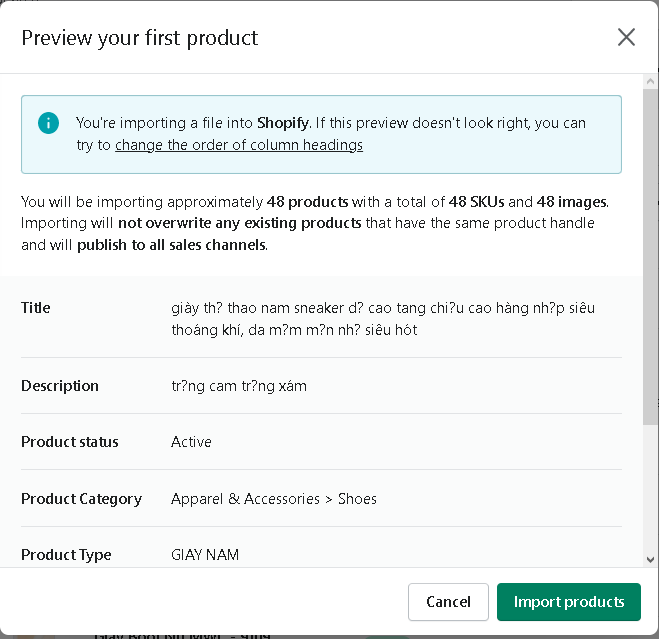 Preview your first product
You're importing a file into Shopify. If this preview doesn't look right, you can
try to change the order of column headings
You will be importing approximately 48 products with a total of 48 SKUs and 48 images.
Importing will not overwrite any existing products that have the same product handle
and will publish to all sales channels.
Title
giày th? thao nam sneaker d? cao tang chi?u cao hàng nh?p siêu
thoáng khí, da m?m m?n nh? siêu hót
Description
tr?ng cam tr?ng xám
Product status
Active
Product Category
Apparel & Accessories > Shoes
Product Type
GIAY NAM
Cancel
Import products